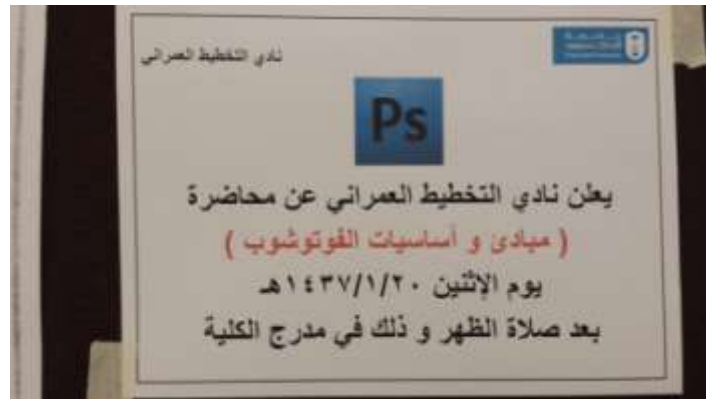 نادي التخطيط العمراني
Ps
يعلن نادي التخطيط العمراني عن محاضرة
( مبادئ و أساسيات الفوتوشوب )
يوم الإثنين ١٤٣٧/١/٢٠هـ
بعد صلاة الظهر و ذلك في مدرج الكلية